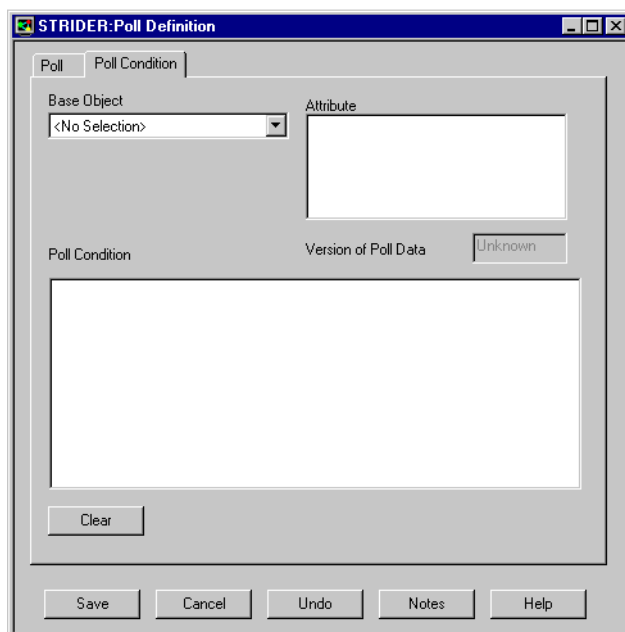 STRIDER:Poll Definition
Poll Poll Condition
Base Object
<No Selection>
Attribute
Poll Condition
Version of Poll Data Unknown
Clear
Save Cancel Undo Notes Help